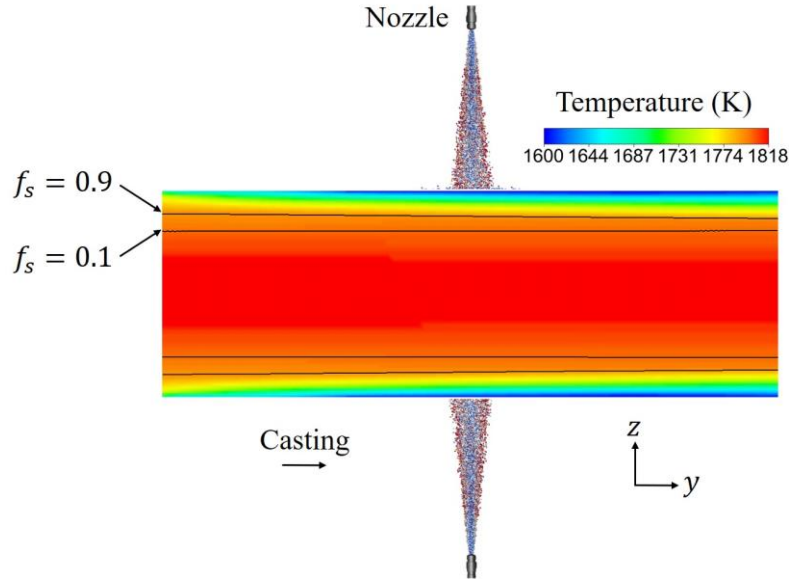 Nozzle
Temperature (K)
1600 1644 1687 1731 1774 1818
f_s = 0.9
f_s = 0.1
Casting
z
y